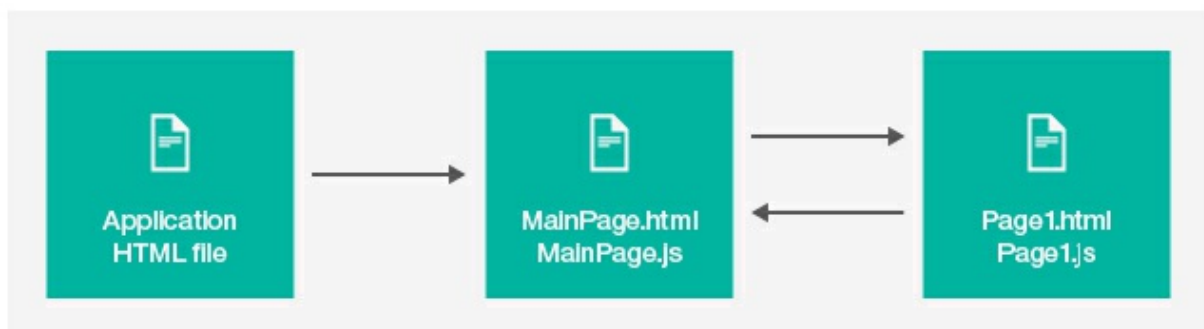 Application
HTML file
MainPage.html
MainPage.js
Page1.html
Page1.js